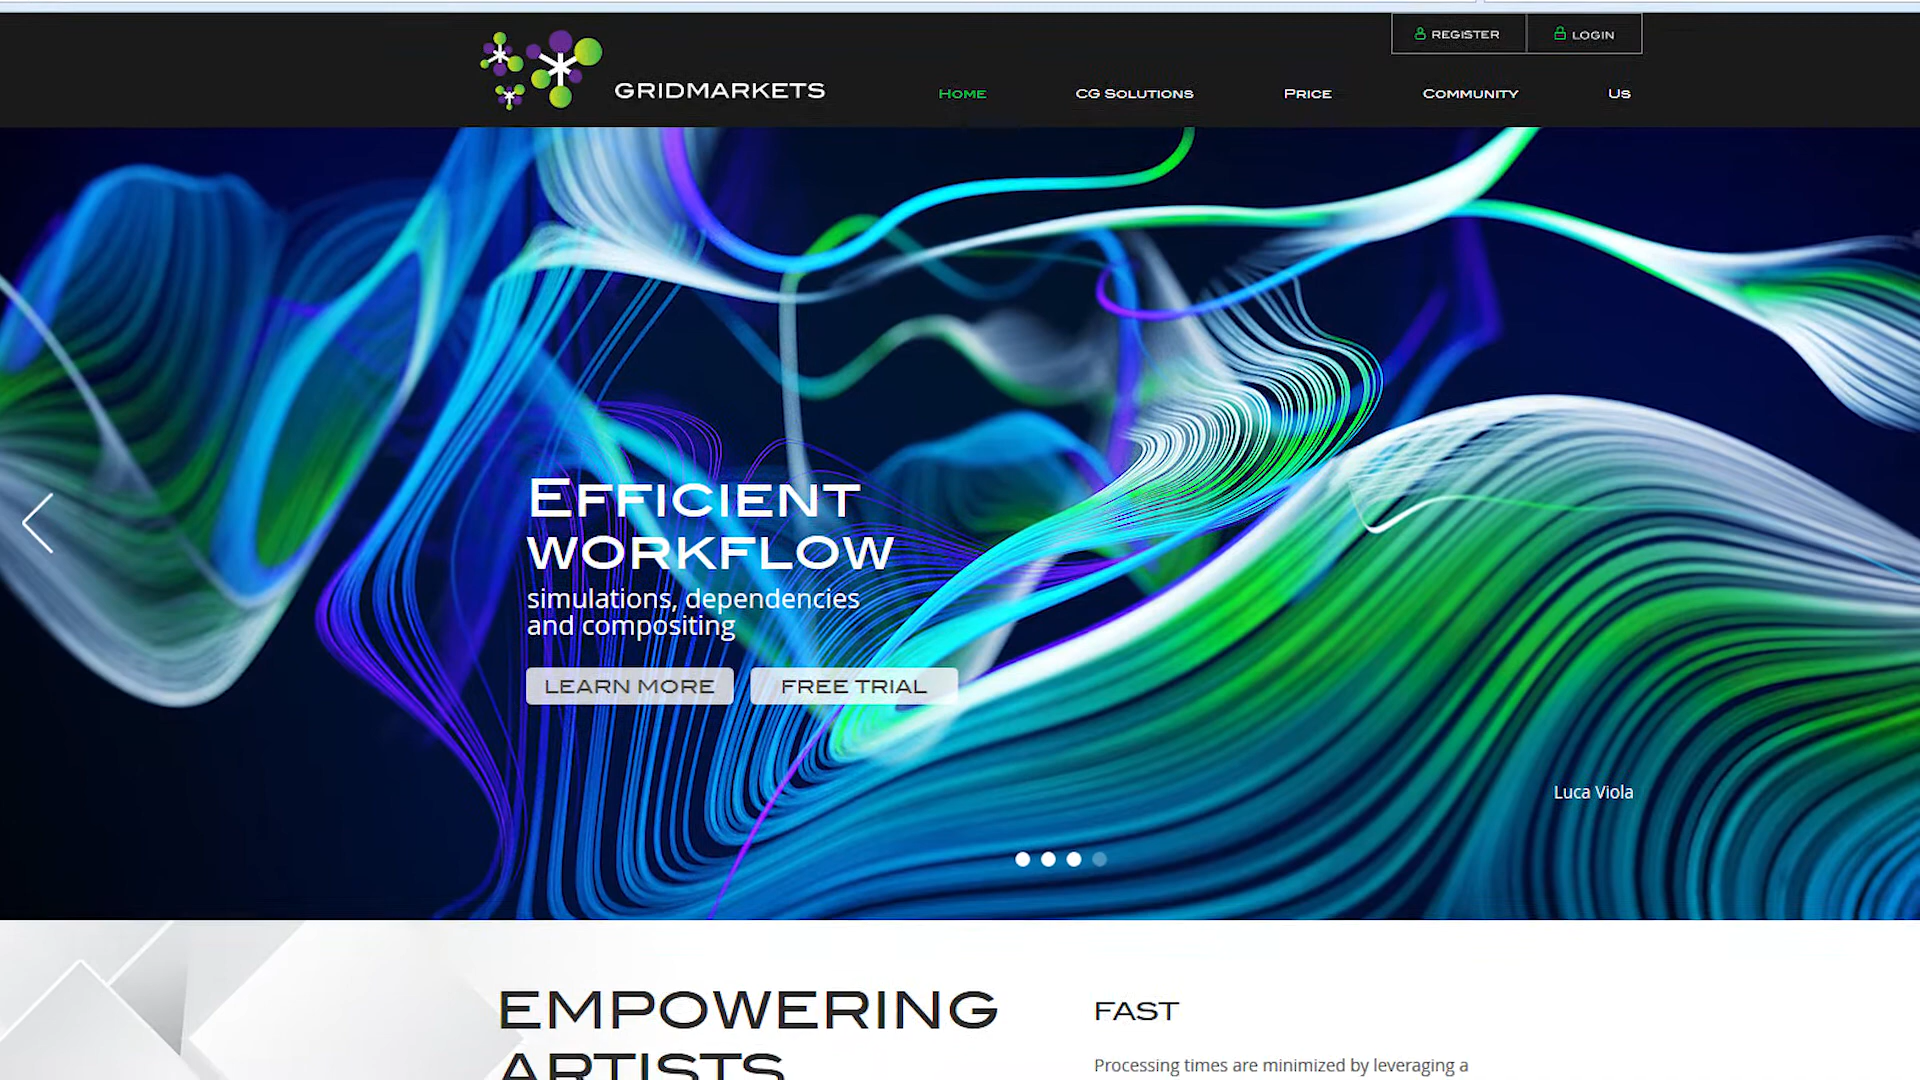 REGISTER
LOGIN
GRIDMARKETS
HOME
CG SOLUTIONS
PRICE
COMMUNITY
US
EFFICIENT
WORKFLOW
simulations, dependencies
and compositing
LEARN MORE
FREE TRIAL
Luca Viola
EMPOWERING
ARTISTS
FAST
Processing times are minimized by leveraging a